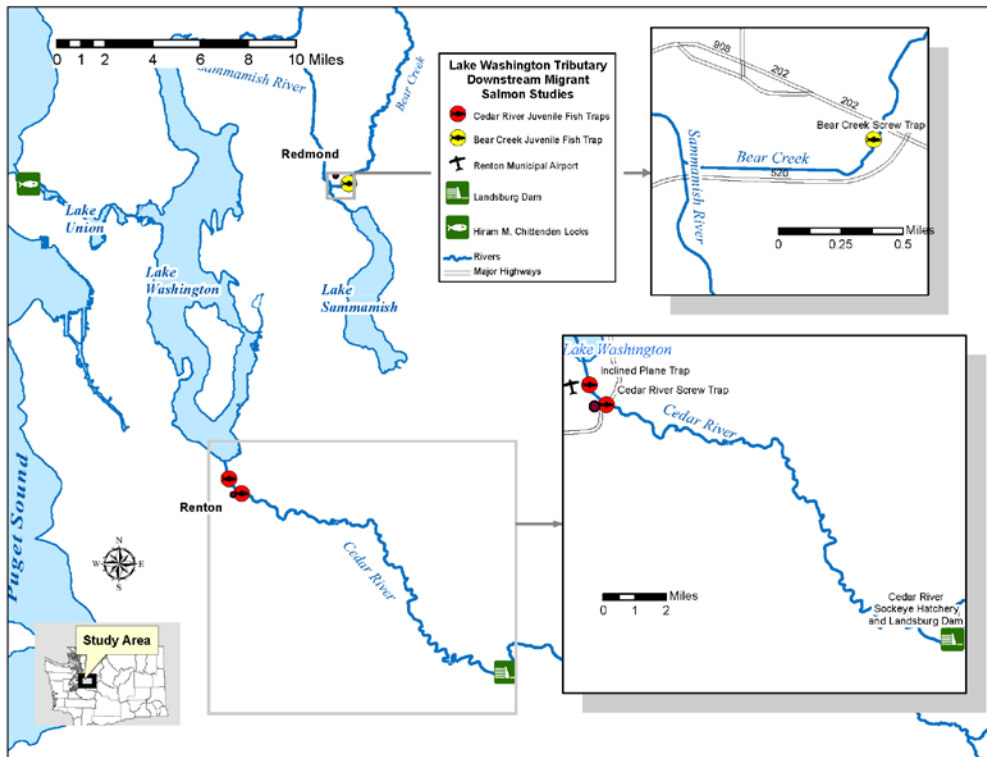 0 1 2 4 6 8 10 Miles
Sammamish River
Bear Creek
Redmond
Lake
Union
Lake
Washington
Lake
Sammamish
Puget Sound
Renton
Cedar River
N
W E
S
Study Area
Lake Washington Tributary
Downstream Migrant
Salmon Studies
Cedar River Juvenile Fish Traps
Bear Creek Juvenile Fish Trap
Renton Municipal Airport
Landsburg Dam
Hiram M. Chittenden Locks
Rivers
Major Highways
908
202
202
Bear Creek Screw Trap
Bear Creek
520
Sammamish River
Miles
0 0.25 0.5
Lake Washington
Inclined Plane Trap
Cedar River Screw Trap
Cedar River
Miles
0 1 2
Cedar River
Sockeye Hatchery
and Landsburg Dam